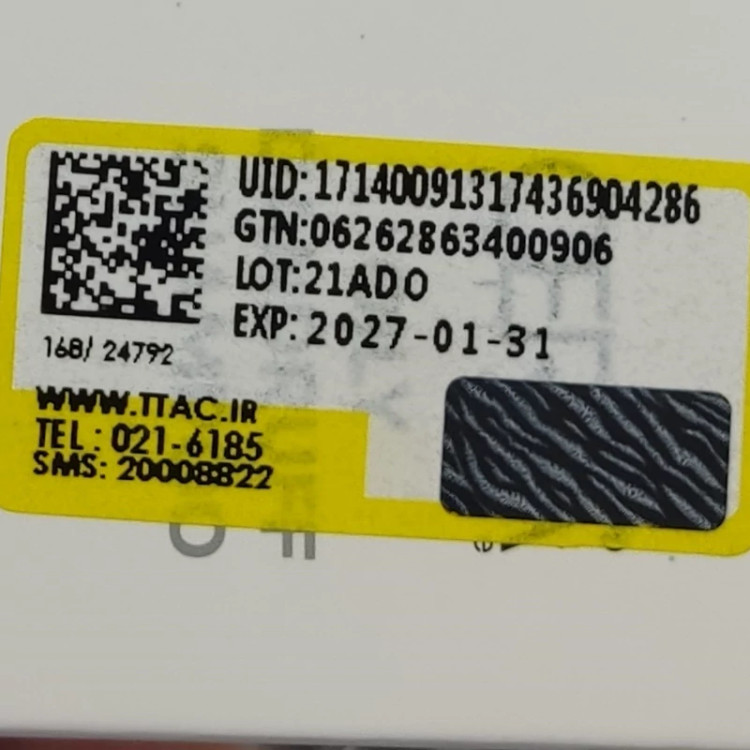 UID:17140091317436904286
GTN:06262863400906
LOT:21ADO
EXP: 2027-01-31
168/ 24792
WWW.TTAC.IR
TEL : 021-6185
SMS: 20008822